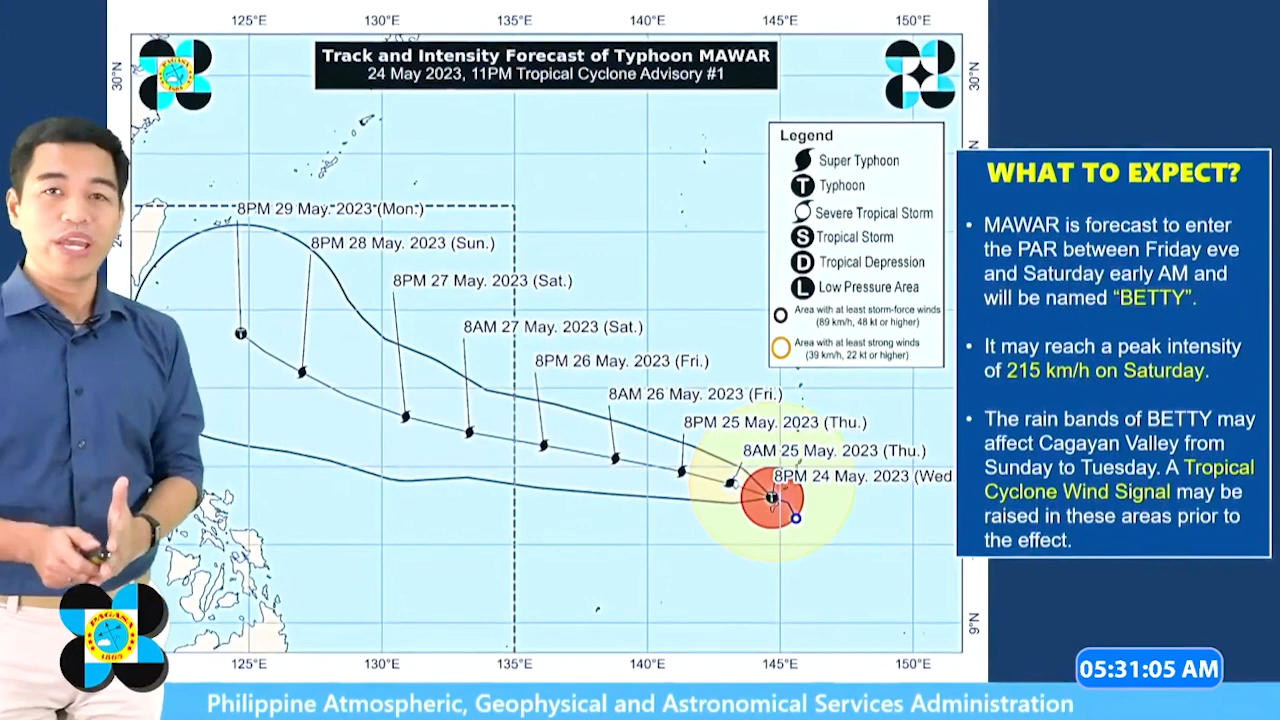 125°E 130°E 135°E 140°E 145°E 150°E
Track and Intensity Forecast of Typhoon MAWAR
24 May 2023, 11PM Tropical Cyclone Advisory #1
30°N
30°N
Legend
Super Typhoon
T Typhoon
Severe Tropical Storm
S Tropical Storm
D Tropical Depression
L Low Pressure Area
Area with at least storm-force winds
(89 km/h, 48 kt or higher)
Area with at least strong winds
(39 km/h, 22 kt or higher)
8PM 29 May. 2023 (Mon.)
8PM 28 May. 2023 (Sun.)
8PM 27 May. 2023 (Sat.)
8AM 27 May. 2023 (Sat.)
8PM 26 May. 2023 (Fri.)
8AM 26 May. 2023 (Fri.)
8PM 25 May. 2023 (Thu.)
8AM 25 May. 2023 (Thu.)
8PM 24 May. 2023 (Wed
T
T
9°N
125°E 130°E 135°E 140°E 145°E 150°E
WHAT TO EXPECT?
• MAWAR is forecast to enter
the PAR between Friday eve
and Saturday early AM and
will be named “BETTY”.
• It may reach a peak intensity
of 215 km/h on Saturday.
• The rain bands of BETTY may
affect Cagayan Valley from
Sunday to Tuesday. A Tropical
Cyclone Wind Signal may be
raised in these areas prior to
the effect.
PAGASA
1865
05:31:05 AM
Philippine Atmospheric, Geophysical and Astronomical Services Administration